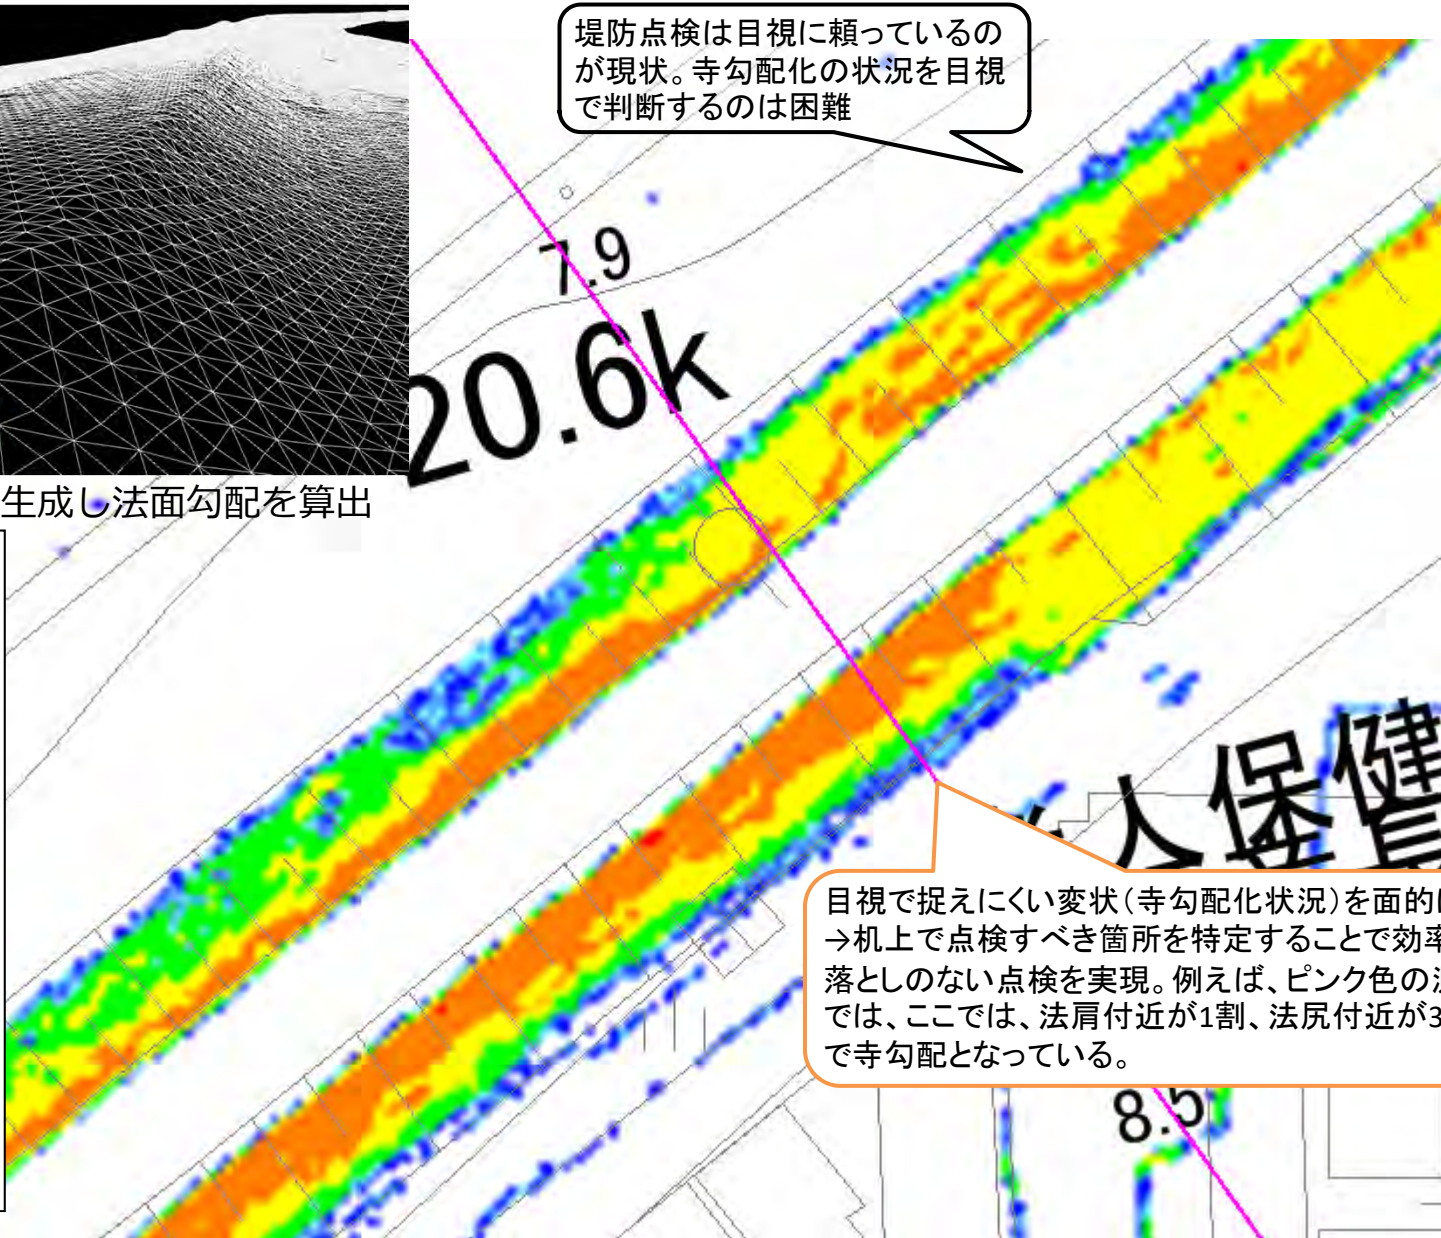 堤防点検は目視に頼っているの
が現状。寺勾配化の状況を目視
で判断するのは困難
7.9
20.6k
生成し法面勾配を算出
人保健
目視で捉えにくい変状（寺勾配化状況）を面的に
→机上で点検すべき箇所を特定することで効率
落としのない点検を実現。例えば、ピンク色の
では、ここでは、法肩付近が1割、法尻付近が3
で寺勾配となっている。
8.5